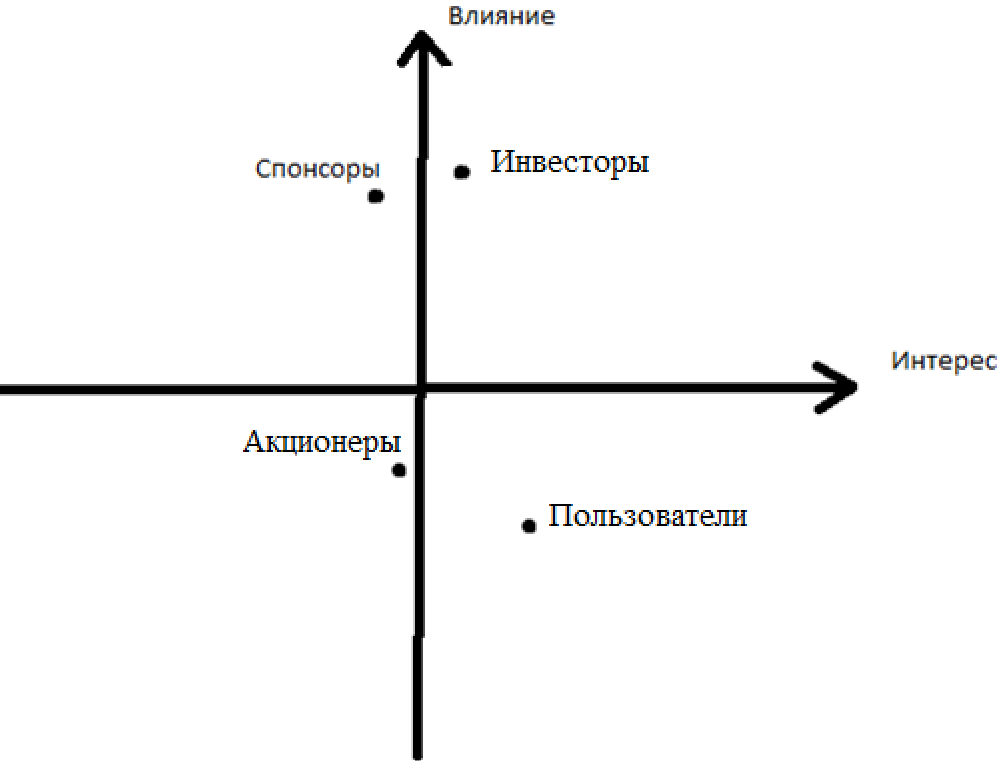 Влияние
Спонсоры
Инвесторы
Интерес
Акционеры
Пользователи